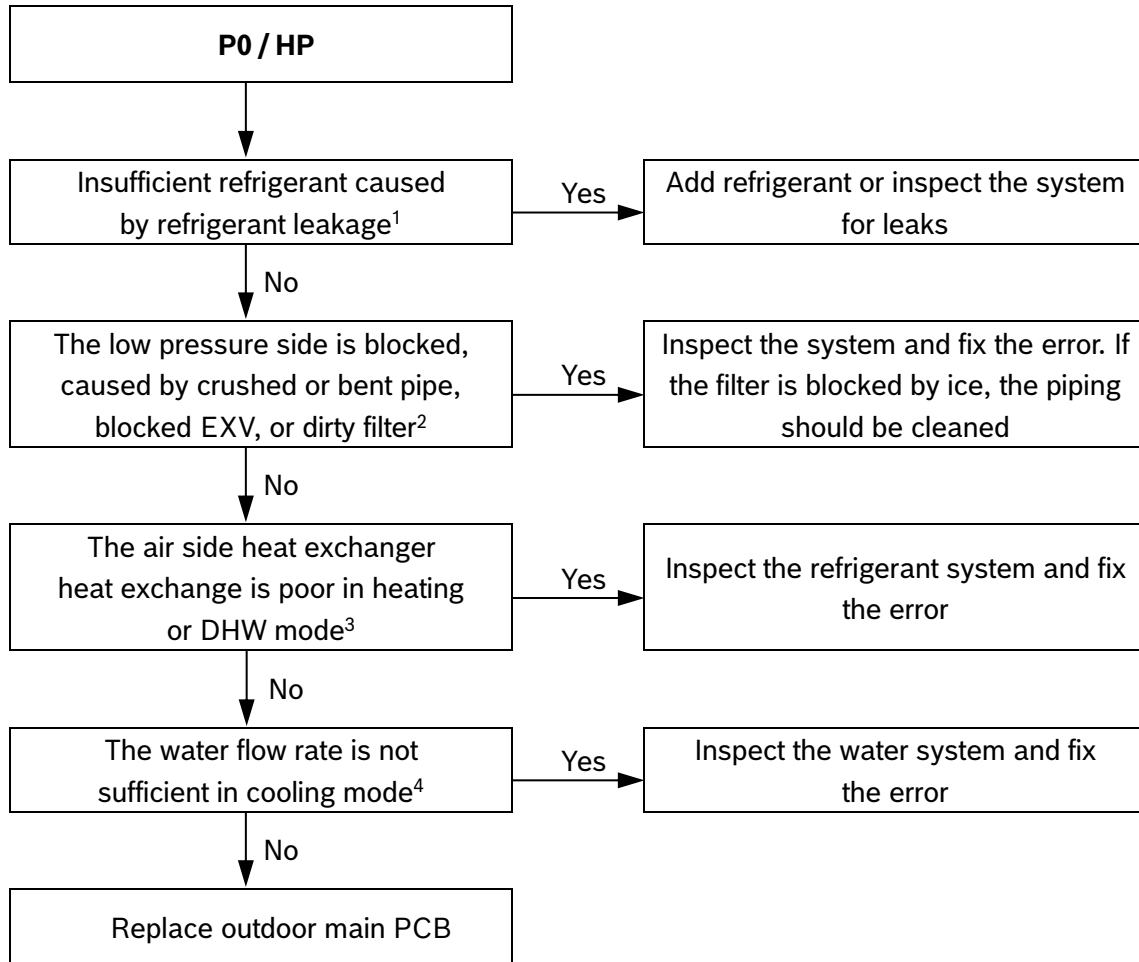 P0 / HP
Insufficient refrigerant caused
by refrigerant leakage¹
Yes
Add refrigerant or inspect the system
for leaks
No
The low pressure side is blocked,
caused by crushed or bent pipe,
blocked EXV, or dirty filter²
Yes
Inspect the system and fix the error. If
the filter is blocked by ice, the piping
should be cleaned
No
The air side heat exchanger
heat exchange is poor in heating
or DHW mode³
Yes
Inspect the refrigerant system and fix
the error
No
The water flow rate is not
sufficient in cooling mode⁴
Yes
Inspect the water system and fix
the error
No
Replace outdoor main PCB